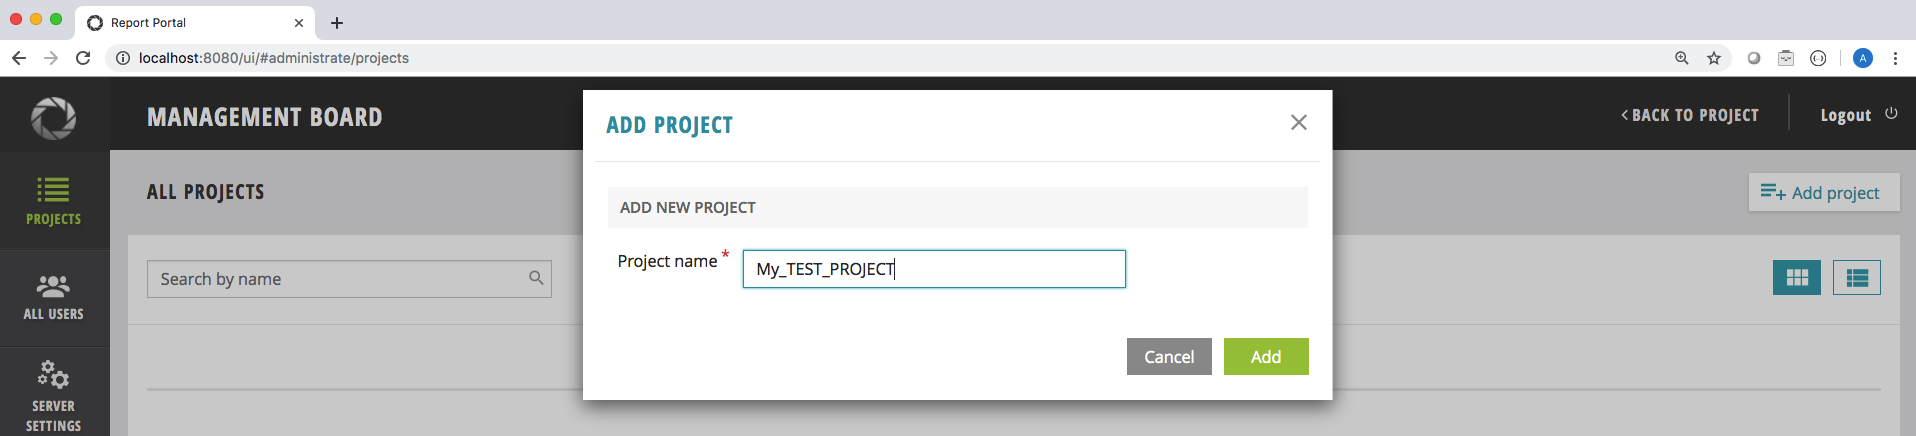 Report Portal
localhost:8080/ui/#administrate/projects
A
MANAGEMENT BOARD
BACK TO PROJECT
Logout
ADD PROJECT
PROJECTS
ALL PROJECTS
Add project
ADD NEW PROJECT
Project name *
My_TEST_PROJECT
Search by name
ALL USERS
Cancel
Add
SERVER
SETTINGS